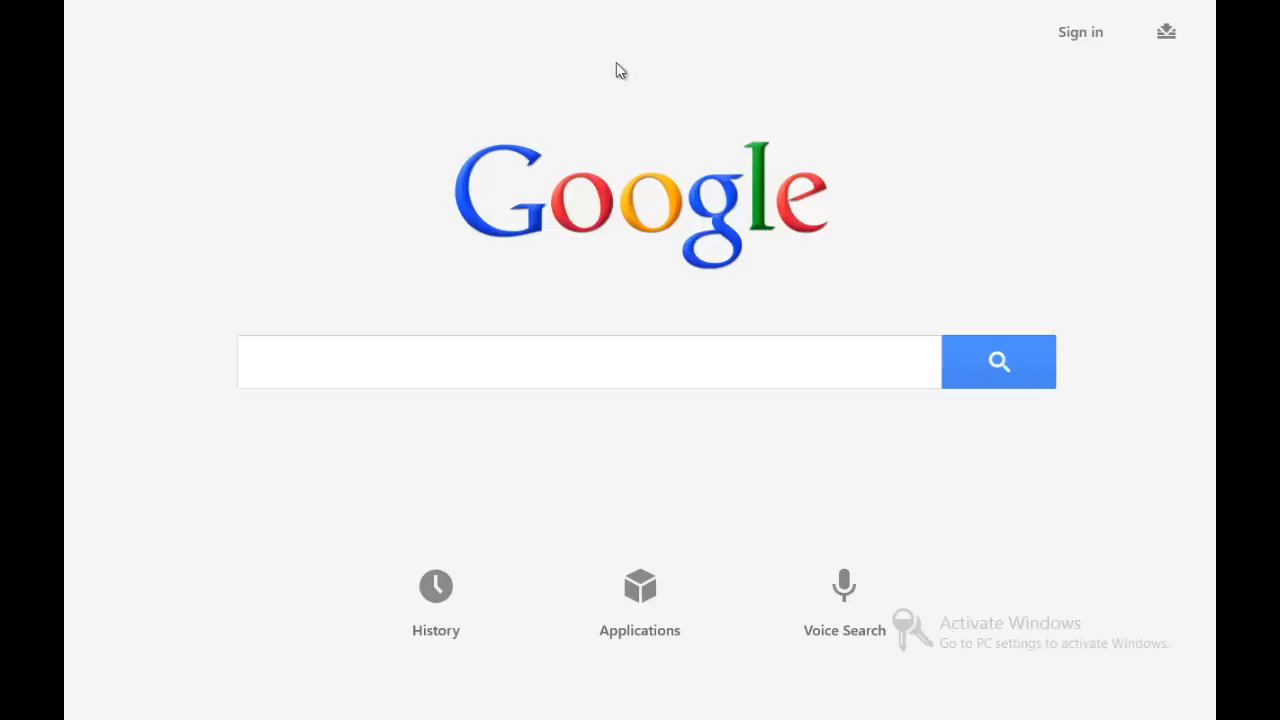 Sign in
Google
History
Applications
Voice Search
Activate Windows
Go to PC settings to activate Windows.